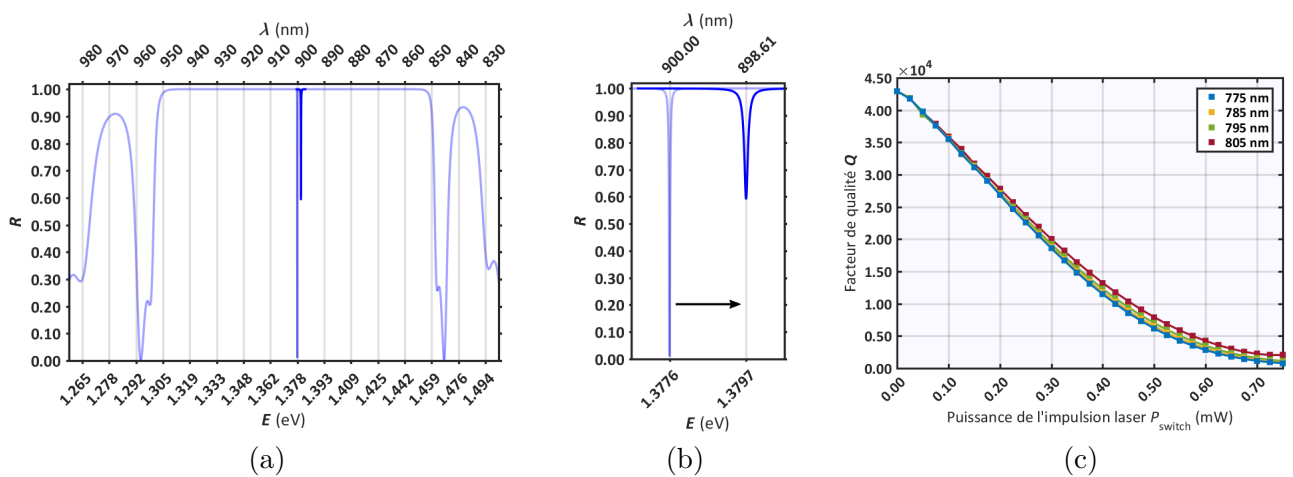 λ (nm)
980 970 960 950 940 930 920 910 900 890 880 870 860 850 840 830
R
1.00
0.90
0.80
0.70
0.60
0.50
0.40
0.30
0.20
0.10
0.00
1.265 1.278 1.292 1.305 1.319 1.333 1.348 1.362 1.378 1.393 1.409 1.425 1.442 1.459 1.476 1.494
E (eV)
(a)
λ (nm)
900.00 898.61
R
1.00
0.90
0.80
0.70
0.60
0.50
0.40
0.30
0.20
0.10
0.00
1.3776 1.3797
E (eV)
(b)
×10⁴
Facteur de qualité Q
4.50
4.00
3.50
3.00
2.50
2.00
1.50
1.00
0.50
0.00
775 nm
785 nm
795 nm
805 nm
0.00 0.10 0.20 0.30 0.40 0.50 0.60 0.70
Puissance de l'impulsion laser Pswitch (mW)
(c)